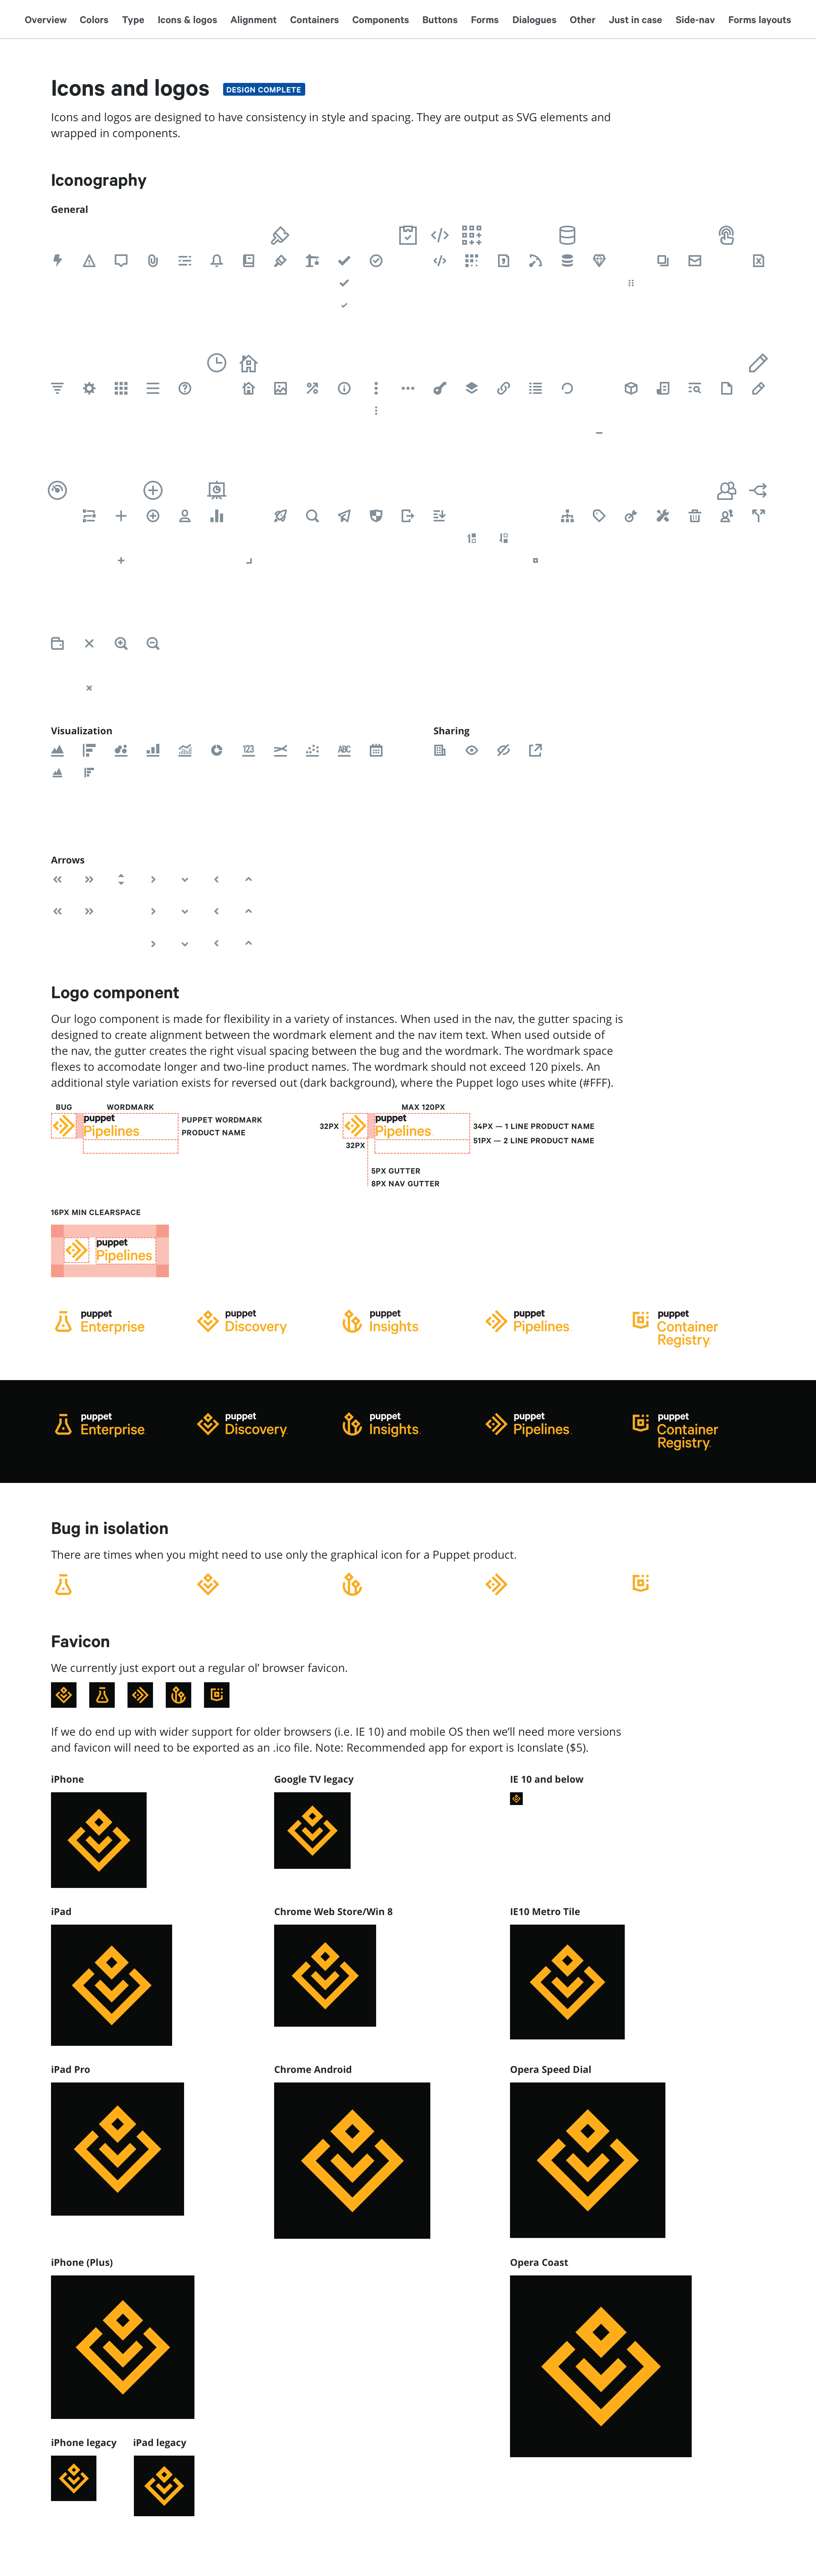 Overview Colors Type Icons & logos Alignment Containers Components Buttons Forms Dialogues Other Just in case Side-nav Forms layouts
Icons and logos DESIGN COMPLETE
Icons and logos are designed to have consistency in style and spacing. They are output as SVG elements and
wrapped in components.
Iconography
General
Visualization Sharing
123 ABC
Arrows
Logo component
Our logo component is made for flexibility in a variety of instances. When used in the nav, the gutter spacing is
designed to create alignment between the wordmark element and the nav item text. When used outside of
the nav, the gutter creates the right visual spacing between the bug and the wordmark. The wordmark space
flexes to accomodate longer and two-line product names. The wordmark should not exceed 120 pixels. An
additional style variation exists for reversed out (dark background), where the Puppet logo uses white (#FFF).
BUG WORDMARK
puppet
Pipelines
PUPPET WORDMARK
PRODUCT NAME
MAX 120PX
32PX
puppet
Pipelines
34PX — 1 LINE PRODUCT NAME
51PX — 2 LINE PRODUCT NAME
32PX
5PX GUTTER
8PX NAV GUTTER
16PX MIN CLEARSPACE
puppet
Pipelines
puppet
Enterprise
puppet
Discovery
puppet
Insights
puppet
Pipelines
puppet
Container
Registry
puppet
Enterprise
puppet
Discovery
puppet
Insights
puppet
Pipelines
puppet
Container
Registry
Bug in isolation
There are times when you might need to use only the graphical icon for a Puppet product.
Favicon
We currently just export out a regular ol’ browser favicon.
If we do end up with wider support for older browsers (i.e. IE 10) and mobile OS then we’ll need more versions
and favicon will need to be exported as an .ico file. Note: Recommended app for export is Iconslate ($5).
iPhone Google TV legacy IE 10 and below
iPad Chrome Web Store/Win 8 IE10 Metro Tile
iPad Pro Chrome Android Opera Speed Dial
iPhone (Plus) Opera Coast
iPhone legacy iPad legacy